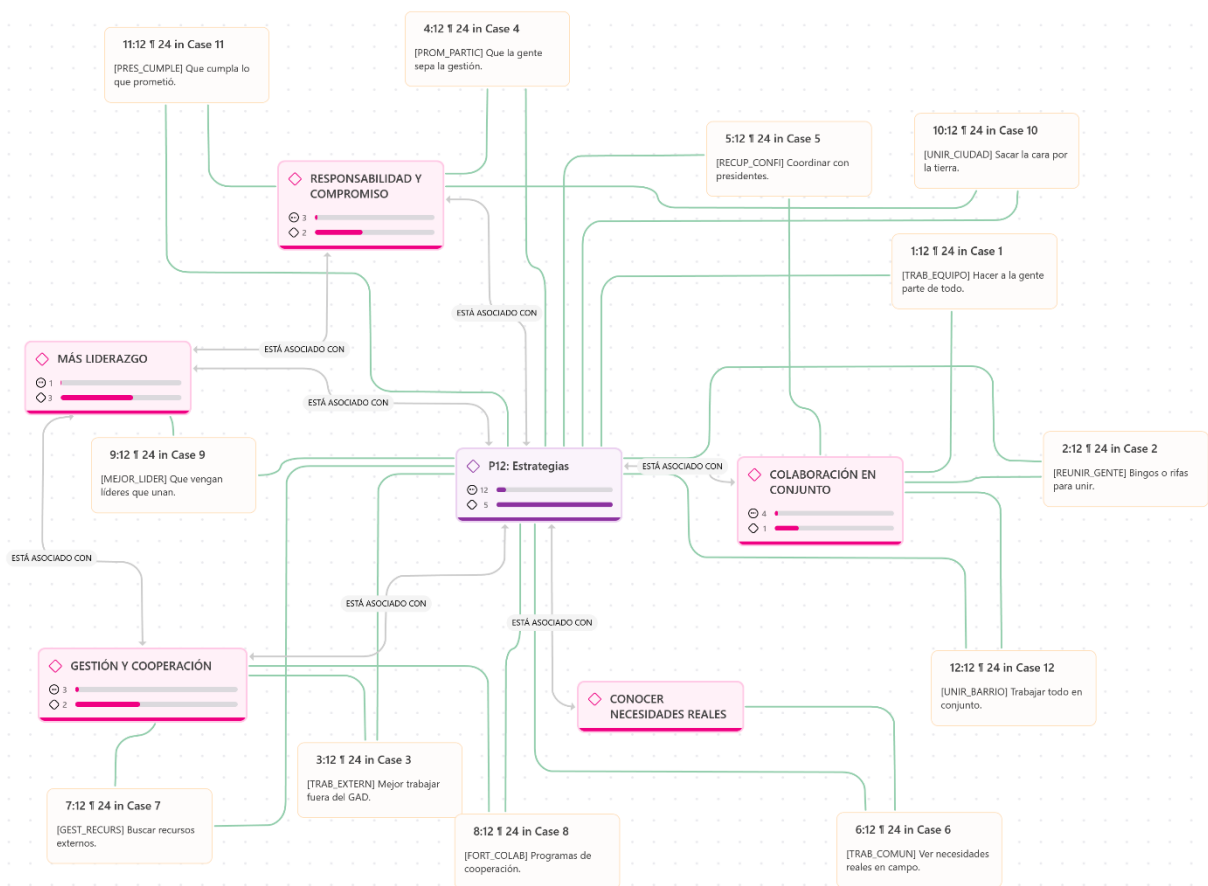 11:12 ¶ 24 in Case 11
[PRES_CUMPLE] Que cumpla lo
que prometió.
4:12 ¶ 24 in Case 4
[PROM_PARTIC] Que la gente
sepa la gestión.
5:12 ¶ 24 in Case 5
[RECUP_CONFI] Coordinar con
presidentes.
10:12 ¶ 24 in Case 10
[UNIR_CIUDAD] Sacar la cara por
la tierra.
RESPONSABILIDAD Y
COMPROMISO
3
2
1:12 ¶ 24 in Case 1
[TRAB_EQUIPO] Hacer a la gente
parte de todo.
ESTÁ ASOCIADO CON
ESTÁ ASOCIADO CON
MÁS LIDERAZGO
1
3
ESTÁ ASOCIADO CON
9:12 ¶ 24 in Case 9
[MEJOR_LIDER] Que vengan
líderes que unan.
P12: Estrategias
12
5
ESTÁ ASOCIADO CON
COLABORACIÓN EN
CONJUNTO
4
1
2:12 ¶ 24 in Case 2
[REUNIR_GENTE] Bingos o rifas
para unir.
ESTÁ ASOCIADO CON
ESTÁ ASOCIADO CON
ESTÁ ASOCIADO CON
GESTIÓN Y COOPERACIÓN
3
2
CONOCER
NECESIDADES REALES
12:12 ¶ 24 in Case 12
[UNIR_BARRIO] Trabajar todo en
conjunto.
3:12 ¶ 24 in Case 3
[TRAB_EXTERN] Mejor trabajar
fuera del GAD.
7:12 ¶ 24 in Case 7
[GEST_RECURS] Buscar recursos
externos.
8:12 ¶ 24 in Case 8
[FORT_COLAB] Programas de
cooperación.
6:12 ¶ 24 in Case 6
[TRAB_COMUN] Ver necesidades
reales en campo.